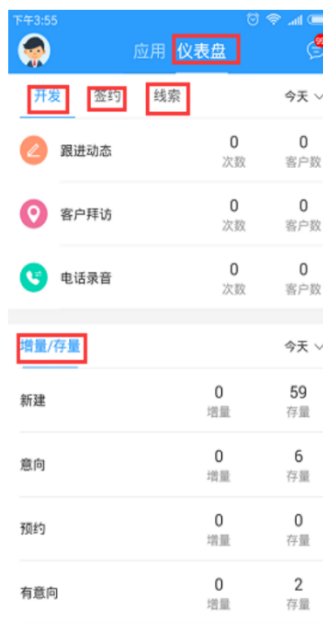 下午3:55
应用 仪表盘
开发 签约 线索 今天
跟进动态 0 0
次数 客户数
客户拜访 0 0
次数 客户数
电话录音 0 0
次数 客户数
增量/存量 今天
新建 0 59
增量 存量
意向 0 6
增量 存量
预约 0 0
增量 存量
有意向 0 2
增量 存量